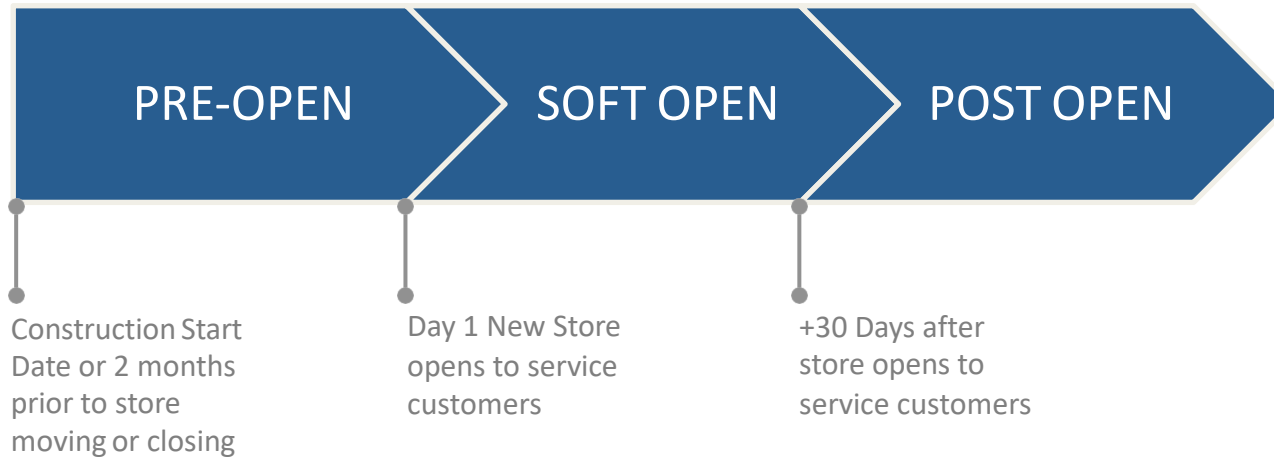 PRE-OPEN
SOFT OPEN
POST OPEN
Construction Start
Date or 2 months
prior to store
moving or closing
Day 1 New Store
opens to service
customers
+30 Days after
store opens to
service customers